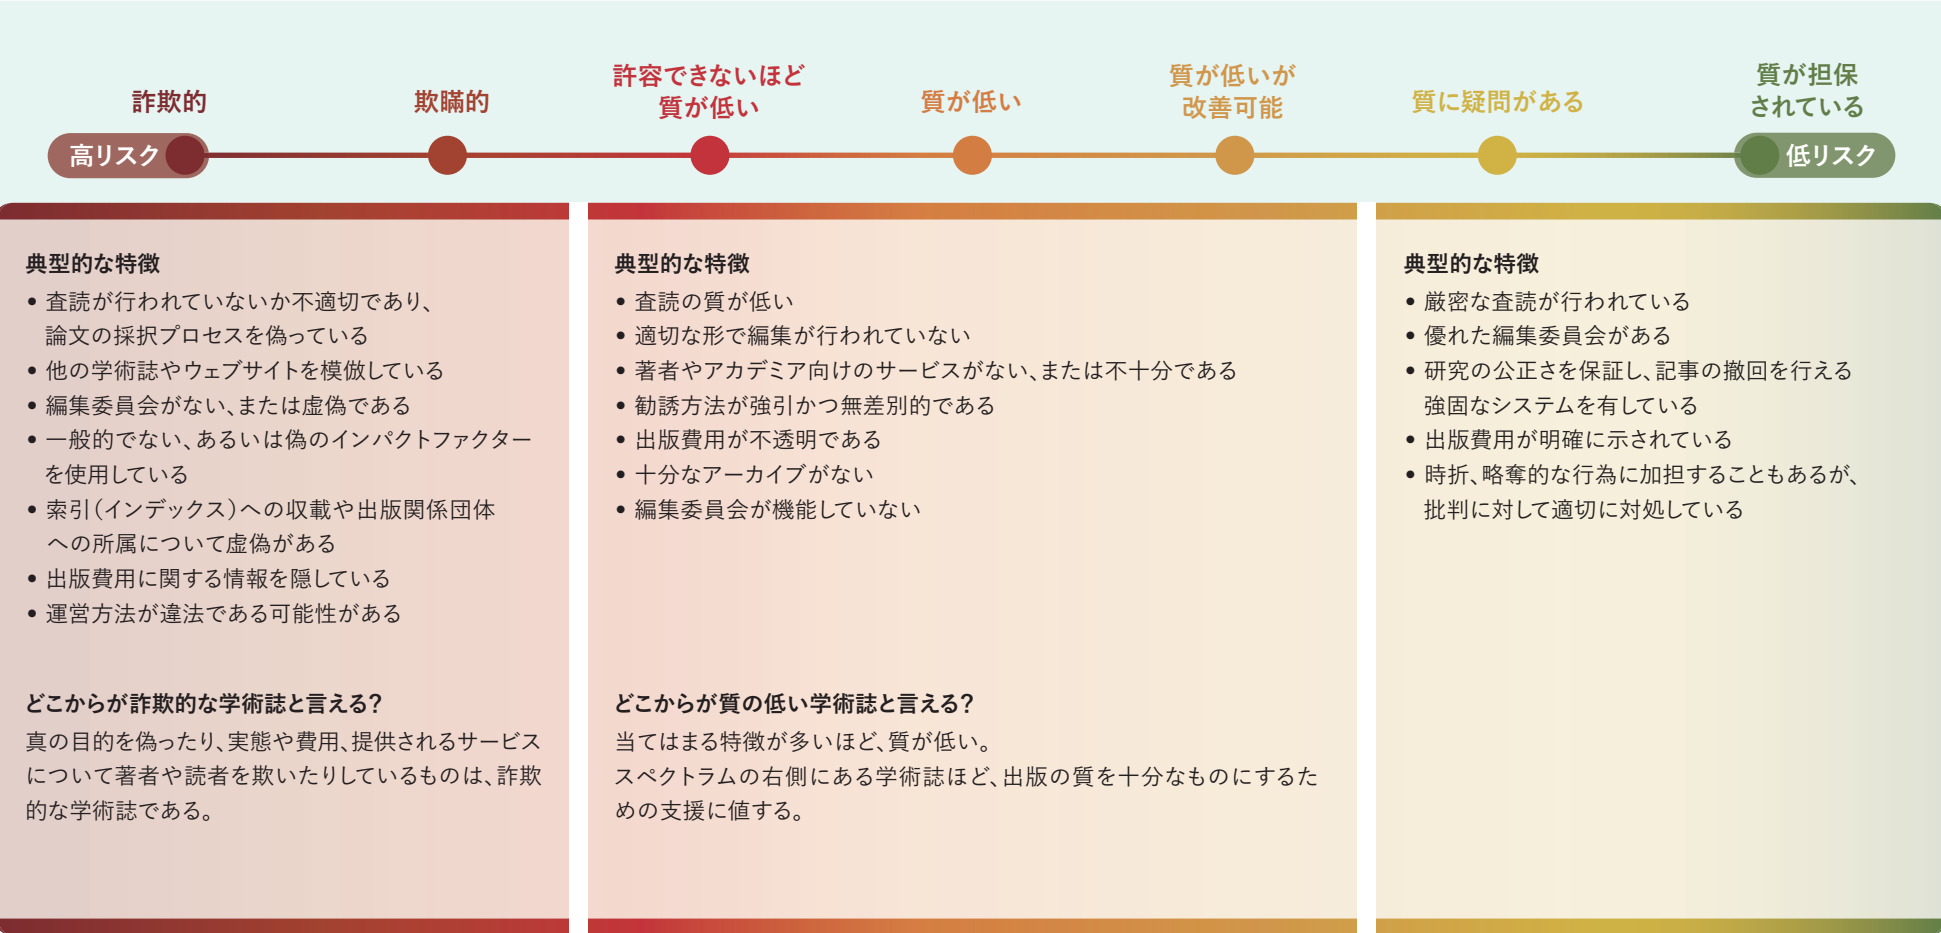 詐欺的
欺瞞的
許容できないほど
質が低い
質が低い
質が低いが
改善可能
質に疑問がある
質が担保
されている
高リスク
低リスク
典型的な特徴
• 査読が行われていないか不適切であり、
論文の採択プロセスを偽っている
• 他の学術誌やウェブサイトを模倣している
• 編集委員会がない、または虚偽である
• 一般的でない、あるいは偽のインパクトファクター
を使用している
• 索引（インデックス）への収載や出版関係団体
への所属について虚偽がある
• 出版費用に関する情報を隠している
• 運営方法が違法である可能性がある
どこからが詐欺的な学術誌と言える？
真の目的を偽ったり、実態や費用、提供されるサービス
について著者や読者を欺いたりしているものは、詐欺
的な学術誌である。
典型的な特徴
• 査読の質が低い
• 適切な形で編集が行われていない
• 著者やアカデミア向けのサービスがない、または不十分である
• 勧誘方法が強引かつ無差別的である
• 出版費用が不透明である
• 十分なアーカイブがない
• 編集委員会が機能していない
どこからが質の低い学術誌と言える？
当てはまる特徴が多いほど、質が低い。
スペクトラムの右側にある学術誌ほど、出版の質を十分なものにするた
めの支援に値する。
典型的な特徴
• 厳密な査読が行われている
• 優れた編集委員会がある
• 研究の公正さを保証し、記事の撤回を行える
強固なシステムを有している
• 出版費用が明確に示されている
• 時折、略奪的な行為に加担することもあるが、
批判に対して適切に対処している